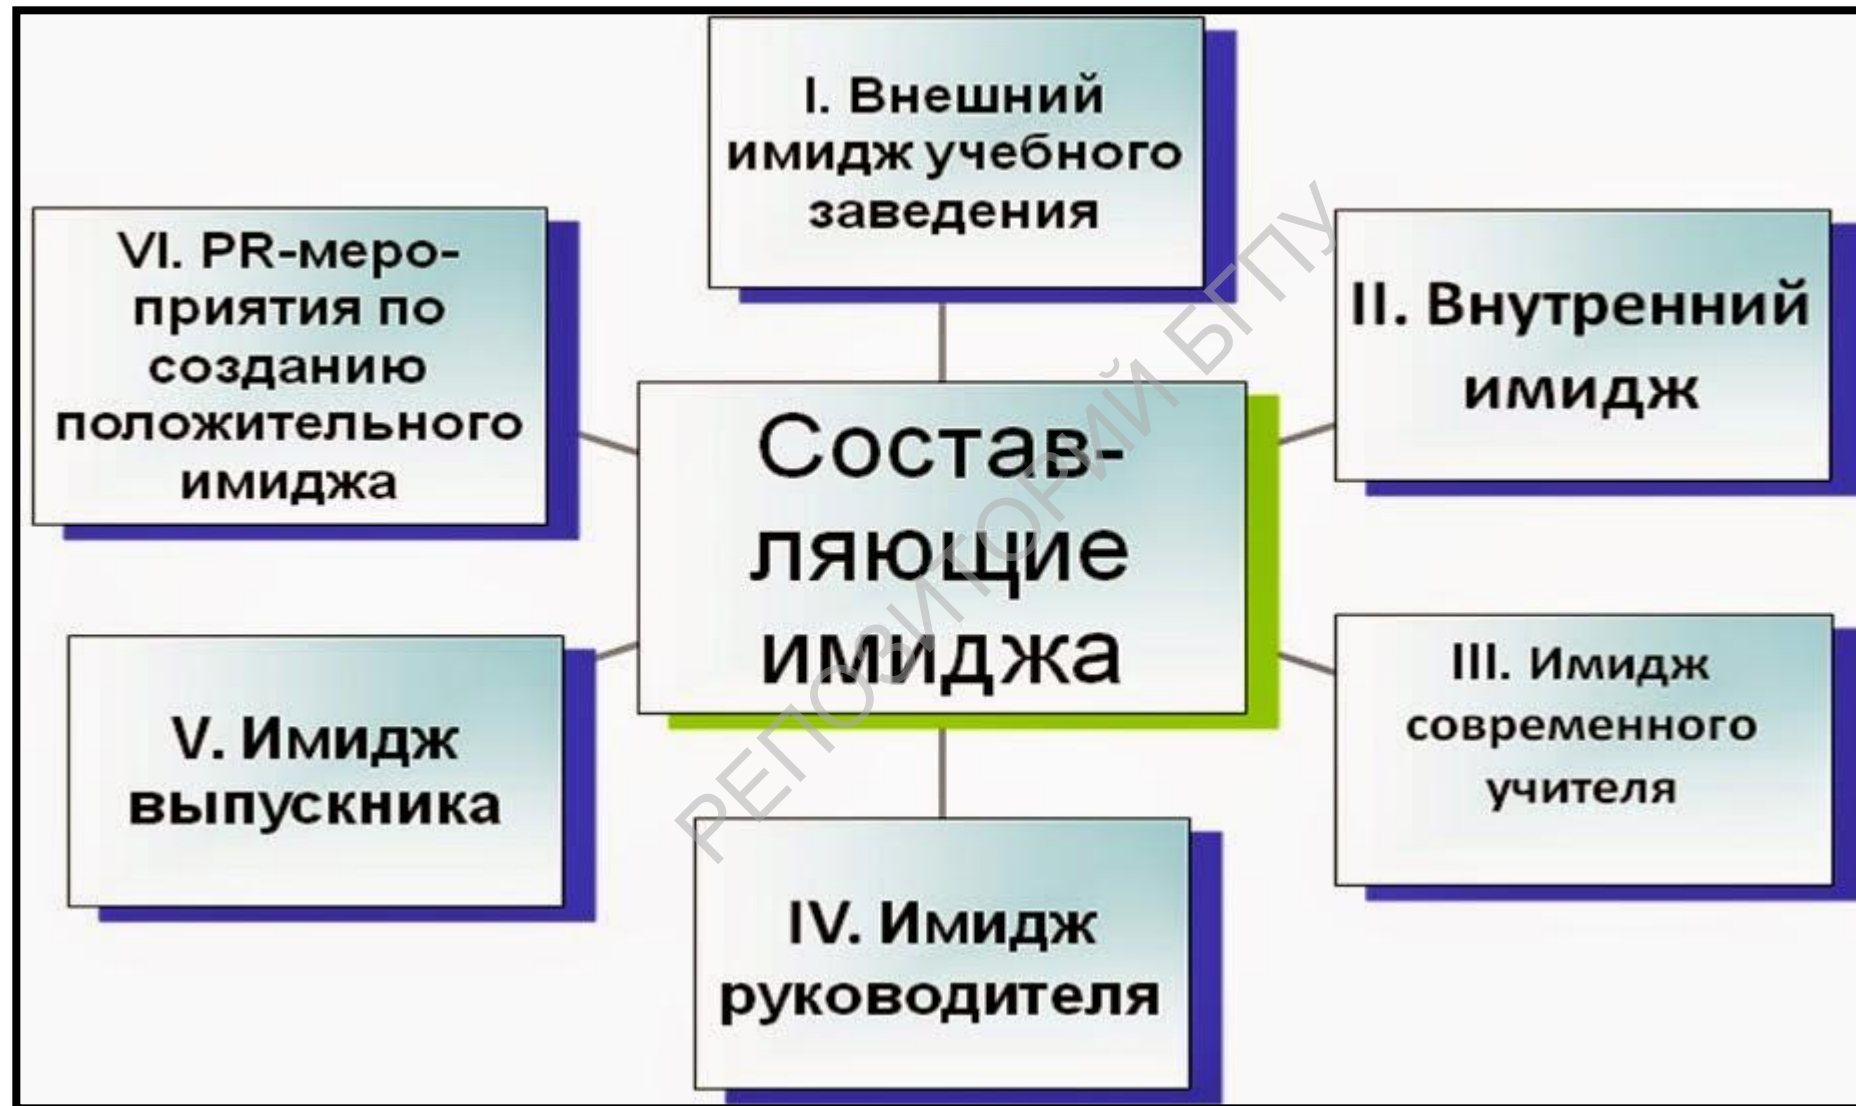 I. Внешний
имидж учебного
заведения
II. Внутренний
имидж
III. Имидж
современного
учителя
IV. Имидж
руководителя
V. Имидж
выпускника
VI. PR-меро-
приятия по
созданию
положительного
имиджа
Состав-
ляющие
имиджа
РЕПОЗИТОРИЙ БГПУ